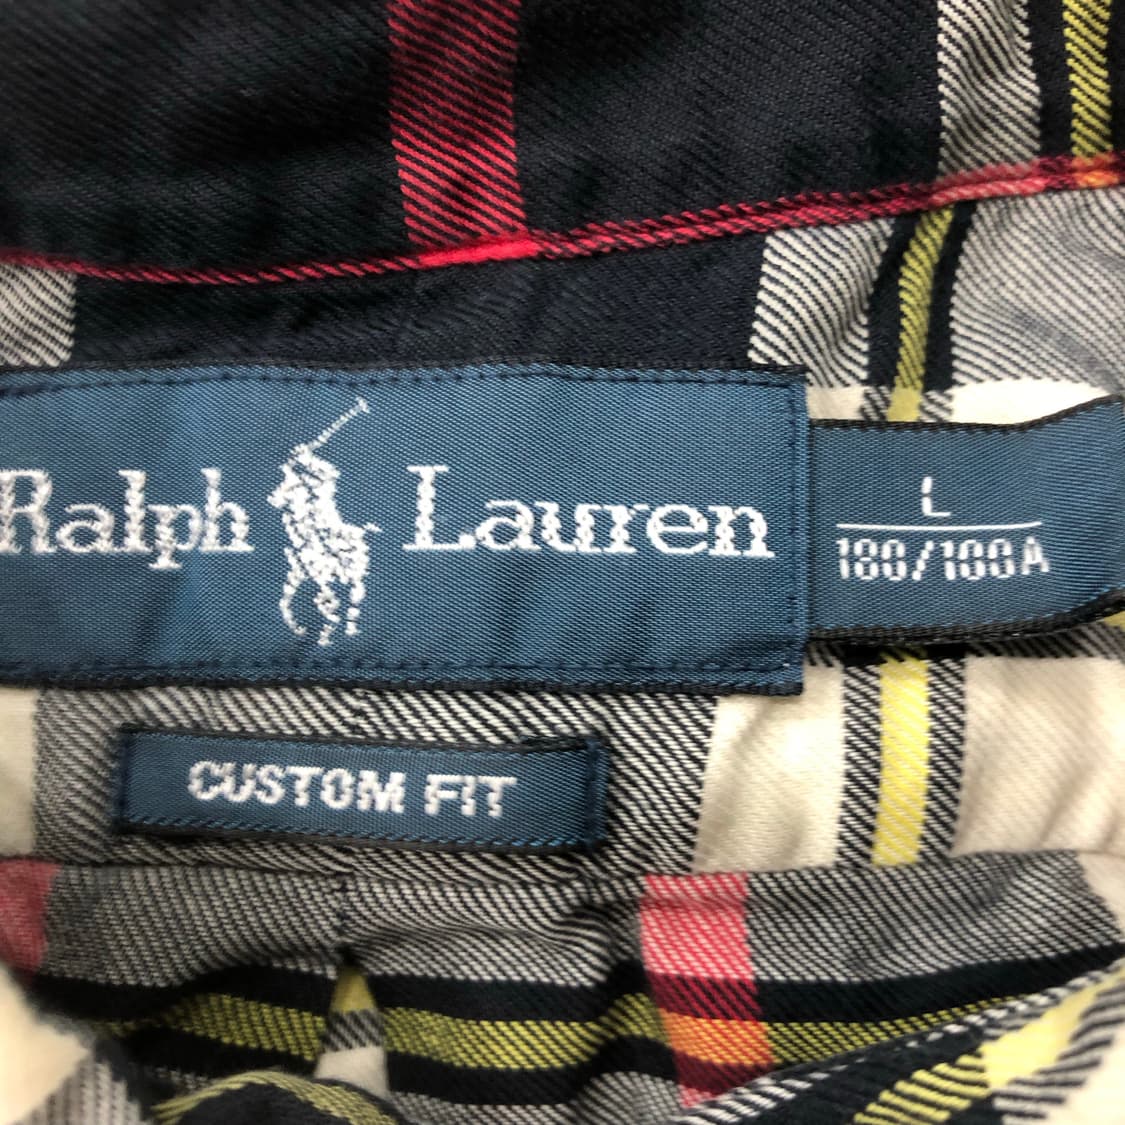 Ralph Lauren
L
180/100A
CUSTOM FIT